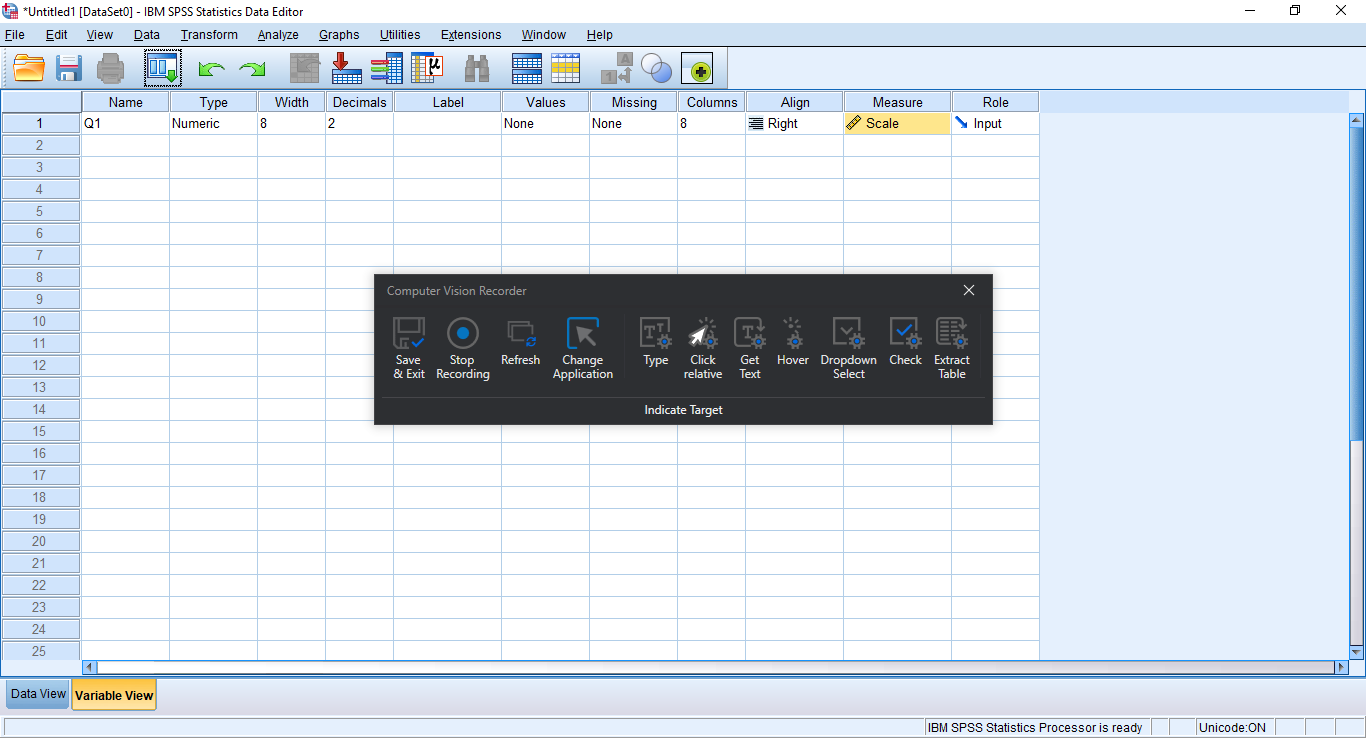 *Untitled1 [DataSet0] - IBM SPSS Statistics Data Editor
File Edit View Data Transform Analyze Graphs Utilities Extensions Window Help
Name Type Width Decimals Label Values Missing Columns Align Measure Role
1 Q1 Numeric 8 2 None None 8 Right Scale Input
2
3
4
5
6
7
8
Computer Vision Recorder
9
10
11
Save & Exit Stop Recording Refresh Change Application Type Click relative Get Text Hover Dropdown Select Check Extract Table
12
13
14
Indicate Target
15
16
17
18
19
20
21
22
23
24
25
Data View Variable View
IBM SPSS Statistics Processor is ready Unicode:ON